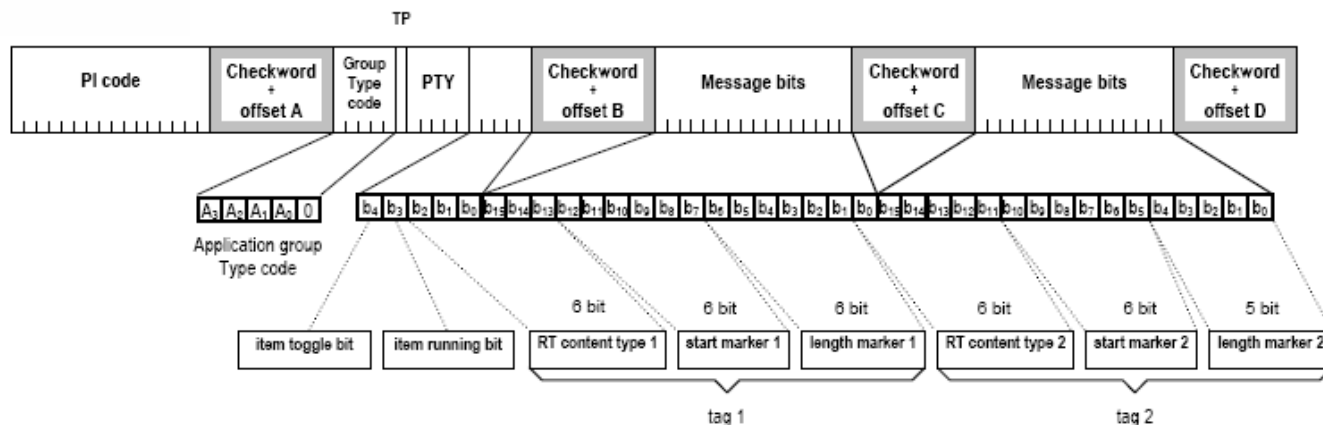 TP
PI code
Checkword
+
offset A
Group
Type
code
PTY
Checkword
+
offset B
Message bits
Checkword
+
offset C
Message bits
Checkword
+
offset D
A3 A2 A1 A0 0
b4 b3 b2 b1 b0 b15 b14 b13 b12 b11 b10 b9 b8 b7 b6 b5 b4 b3 b2 b1 b0 b15 b14 b13 b12 b11 b10 b9 b8 b7 b6 b5 b4 b3 b2 b1 b0
Application group
Type code
6 bit 6 bit 6 bit 6 bit 6 bit 5 bit
item toggle bit
item running bit
RT content type 1
start marker 1
length marker 1
RT content type 2
start marker 2
length marker 2
tag 1
tag 2